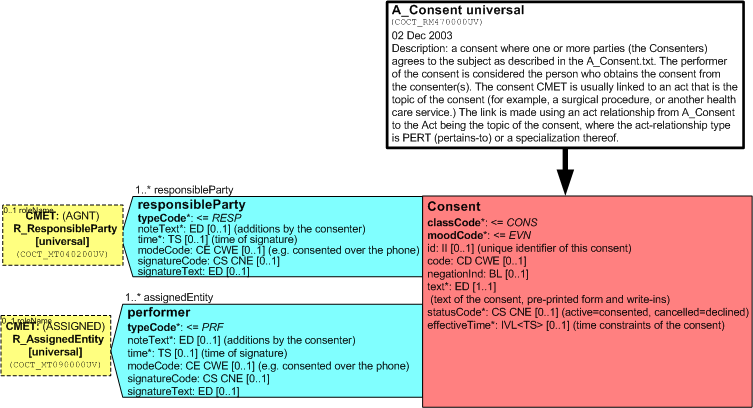 A_Consent universal
(COCT_RM470000UV)
02 Dec 2003
Description: a consent where one or more parties (the Consenters)
agrees to the subject as described in the A_Consent.txt. The performer
of the consent is considered the person who obtains the consent from
the consenter(s). The consent CMET is usually linked to an act that is the
topic of the consent (for example, a surgical procedure, or another health
care service.) The link is made using an act relationship from A_Consent
to the Act being the topic of the consent, where the act-relationship type
is PERT (pertains-to) or a specialization thereof.
1..* responsibleParty
0..1 roleName
CMET: (AGNT)
R_ResponsibleParty
[universal]
(COCT_MT040200UV)
responsibleParty
typeCode*: <= RESP
noteText*: ED [0..1] (additions by the consenter)
time*: TS [0..1] (time of signature)
modeCode: CE CWE [0..1] (e.g. consented over the phone)
signatureCode: CS CNE [0..1]
signatureText: ED [0..1]
Consent
classCode*: <= CONS
moodCode*: <= EVN
id: II [0..1] (unique identifier of this consent)
code: CD CWE [0..1]
negationInd: BL [0..1]
text*: ED [1..1]
(text of the consent, pre-printed form and write-ins)
statusCode*: CS CNE [0..1] (active=consented, cancelled=declined)
effectiveTime*: IVL<TS> [0..1] (time constraints of the consent)
1..* assignedEntity
0..1 roleName
CMET: (ASSIGNED)
R_AssignedEntity
[universal]
(COCT_MT090000UV)
performer
typeCode*: <= PRF
noteText*: ED [0..1] (additions by the consenter)
time*: TS [0..1] (time of signature)
modeCode: CE CWE [0..1] (e.g. consented over the phone)
signatureCode: CS CNE [0..1]
signatureText: ED [0..1]